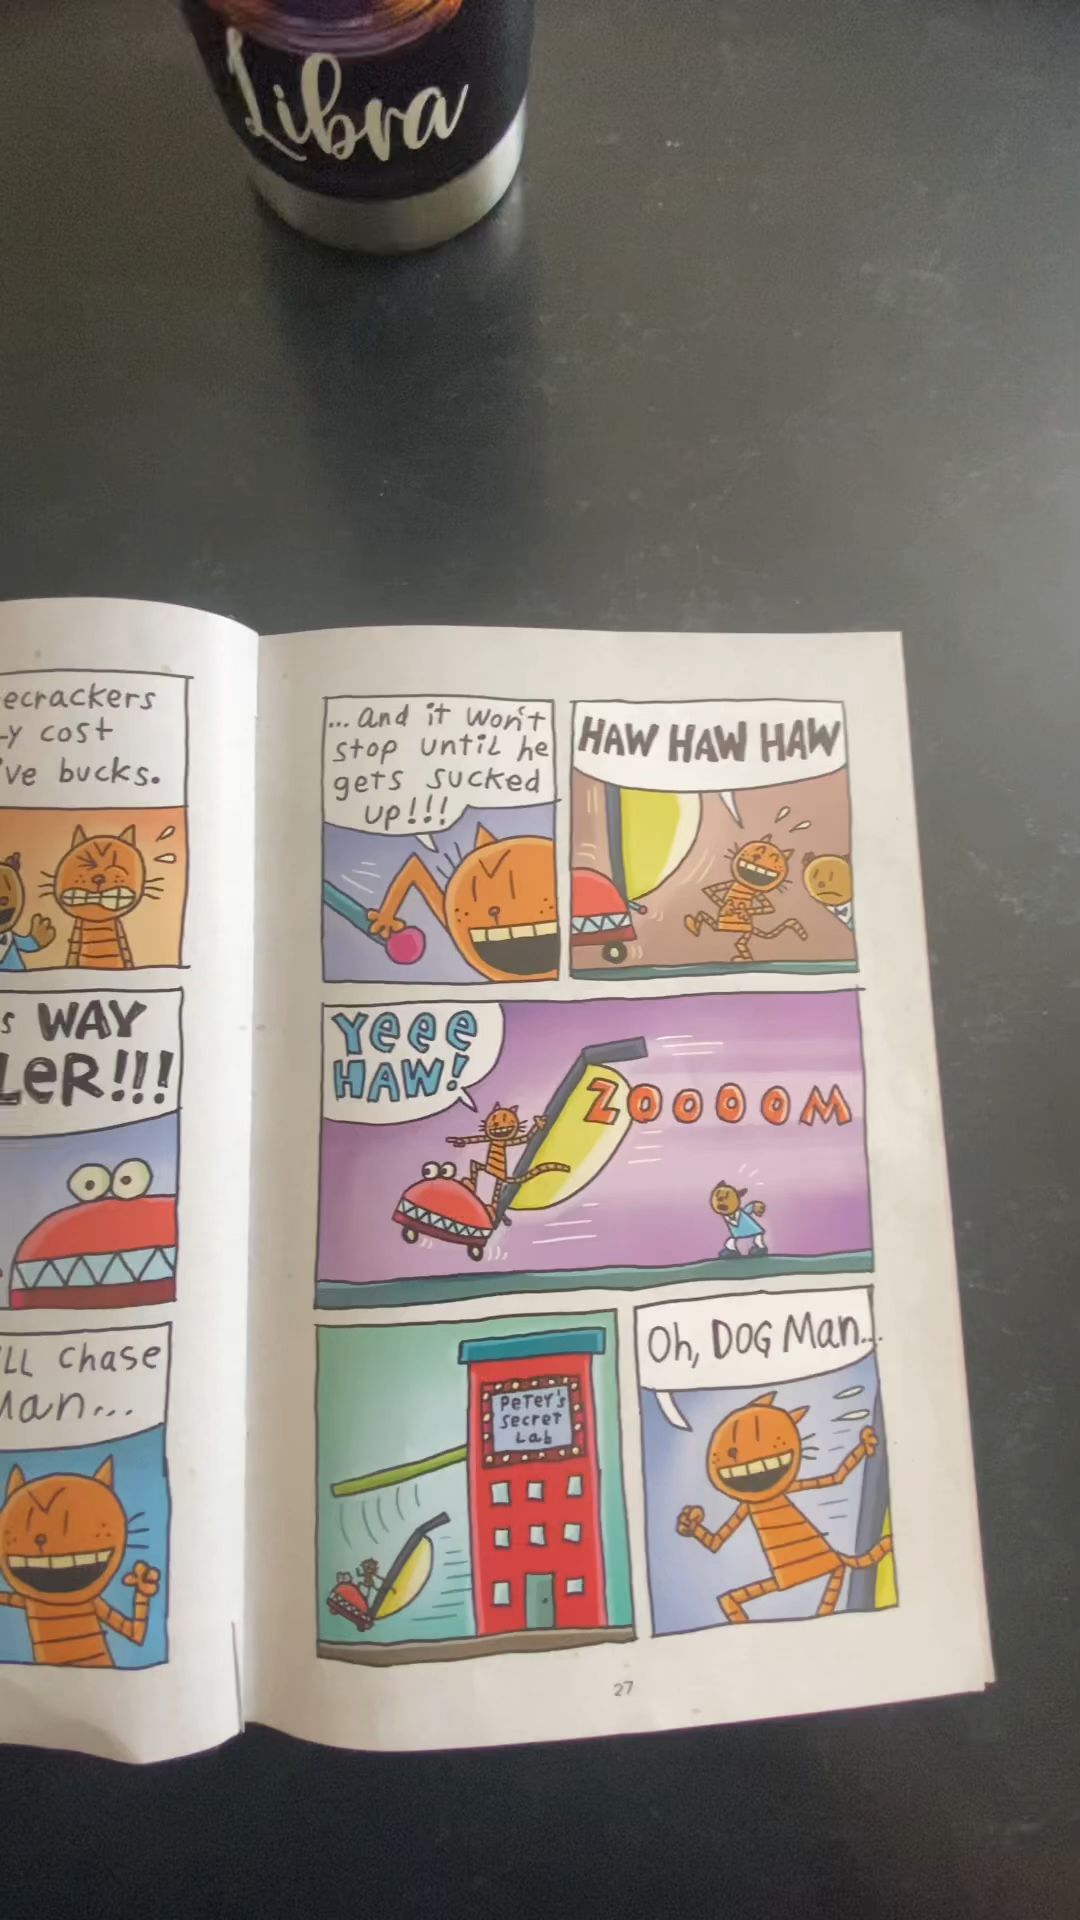 Libra
ecrackers
-y cost
've bucks.
s WAY
LeR!!!
'LL chase
Man...
... and it won't
stop until he
gets sucked
up!!!
HAW HAW HAW
Yeee
HAW!
ZOOOOM
PeTeY's
Secret
Lab
Oh, DOG Man...
27